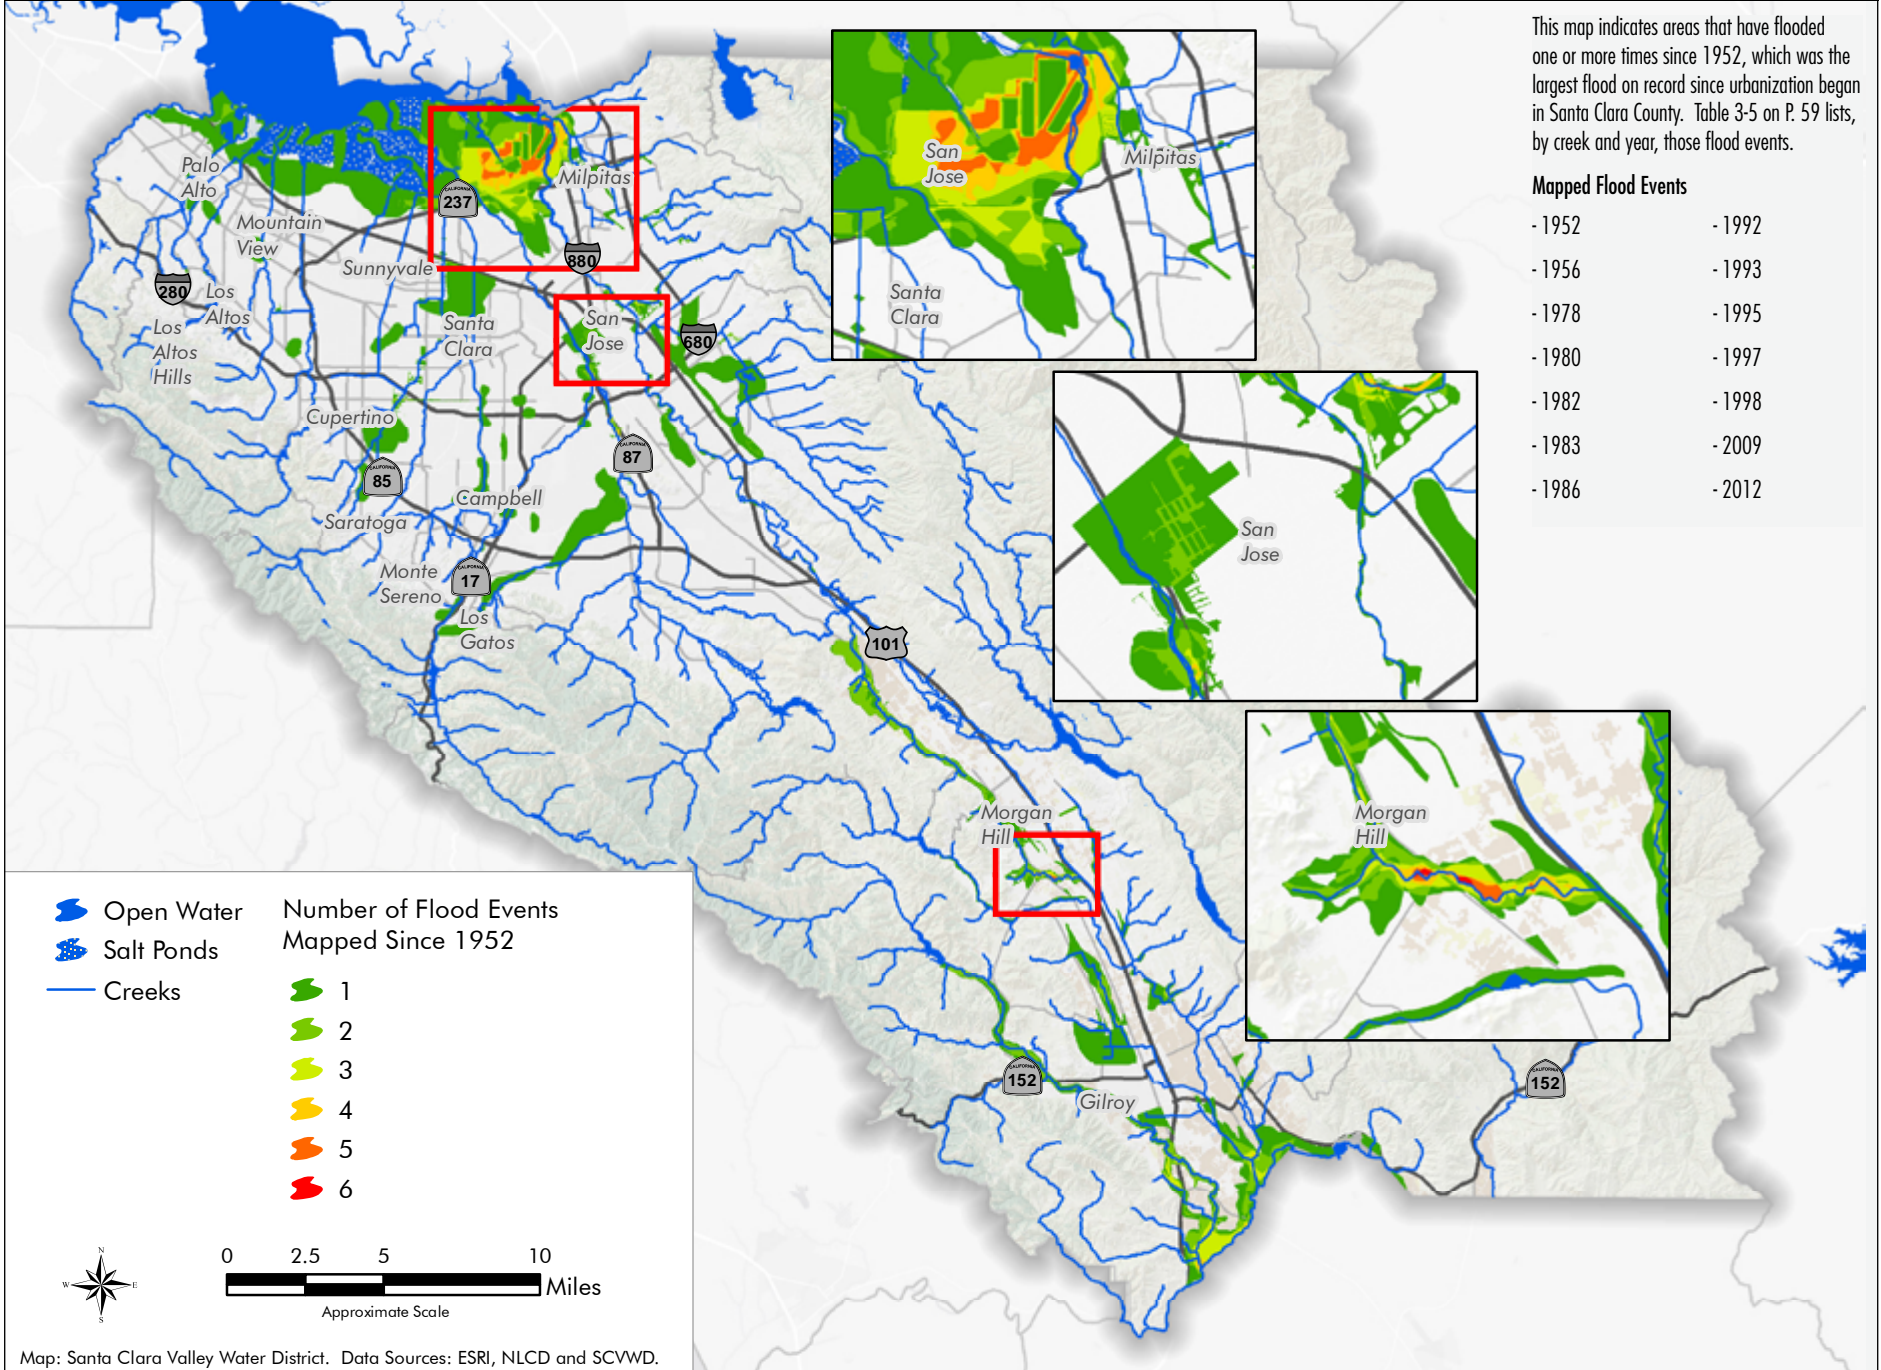 This map indicates areas that have flooded
one or more times since 1952, which was the
largest flood on record since urbanization began
in Santa Clara County. Table 3-5 on P. 59 lists,
by creek and year, those flood events.
Mapped Flood Events
- 1952
- 1992
- 1956
- 1993
- 1978
- 1995
- 1980
- 1997
- 1982
- 1998
- 1983
- 2009
- 1986
- 2012
San
Jose
Milpitas
Santa
Clara
San
Jose
Morgan
Hill
Palo
Alto
Mountain
View
CALIFORNIA
237
Milpitas
Sunnyvale
880
280
Los
Altos
Los
Altos
Hills
Santa
Clara
San
Jose
680
Cupertino
CALIFORNIA
87
CALIFORNIA
85
Campbell
Saratoga
Monte
Sereno
CALIFORNIA
17
Los
Gatos
101
Morgan
Hill
CALIFORNIA
152
Gilroy
CALIFORNIA
152
Open Water
Salt Ponds
Creeks
Number of Flood Events
Mapped Since 1952
1
2
3
4
5
6
N
W
E
S
0 2.5 5 10
Miles
Approximate Scale
Map: Santa Clara Valley Water District. Data Sources: ESRI, NLCD and SCVWD.